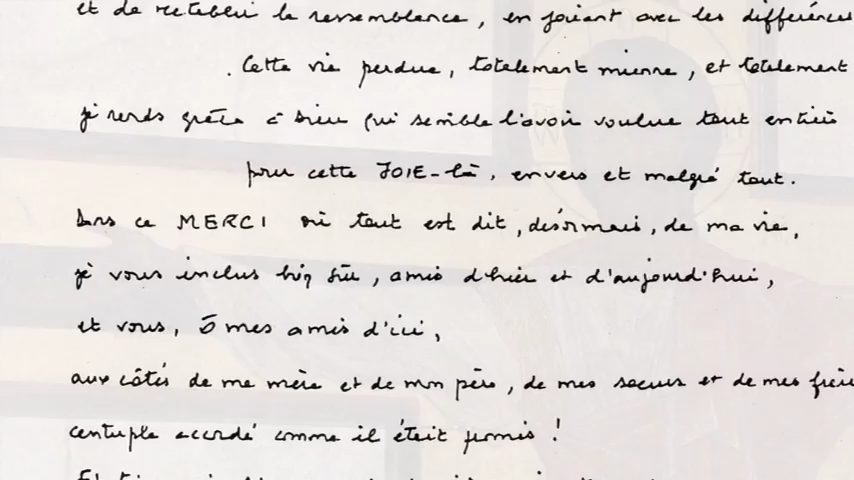 et de rétablir la ressemblance, en jouant avec les différences
Cette vie perdue, totalement mienne, et totalement
je rends grâce à Dieu qui semble l'avoir voulue tout entière
pour cette JOIE-là, envers et malgré tout.
Dans ce MERCI où tout est dit, désormais, de ma vie,
je vous inclus bien sûr, amis d'hier et d'aujourd'hui,
et vous, ô mes amis d'ici,
aux côtés de ma mère et de mon père, de mes soeurs et de mes frères
centuple accordé comme il était promis !